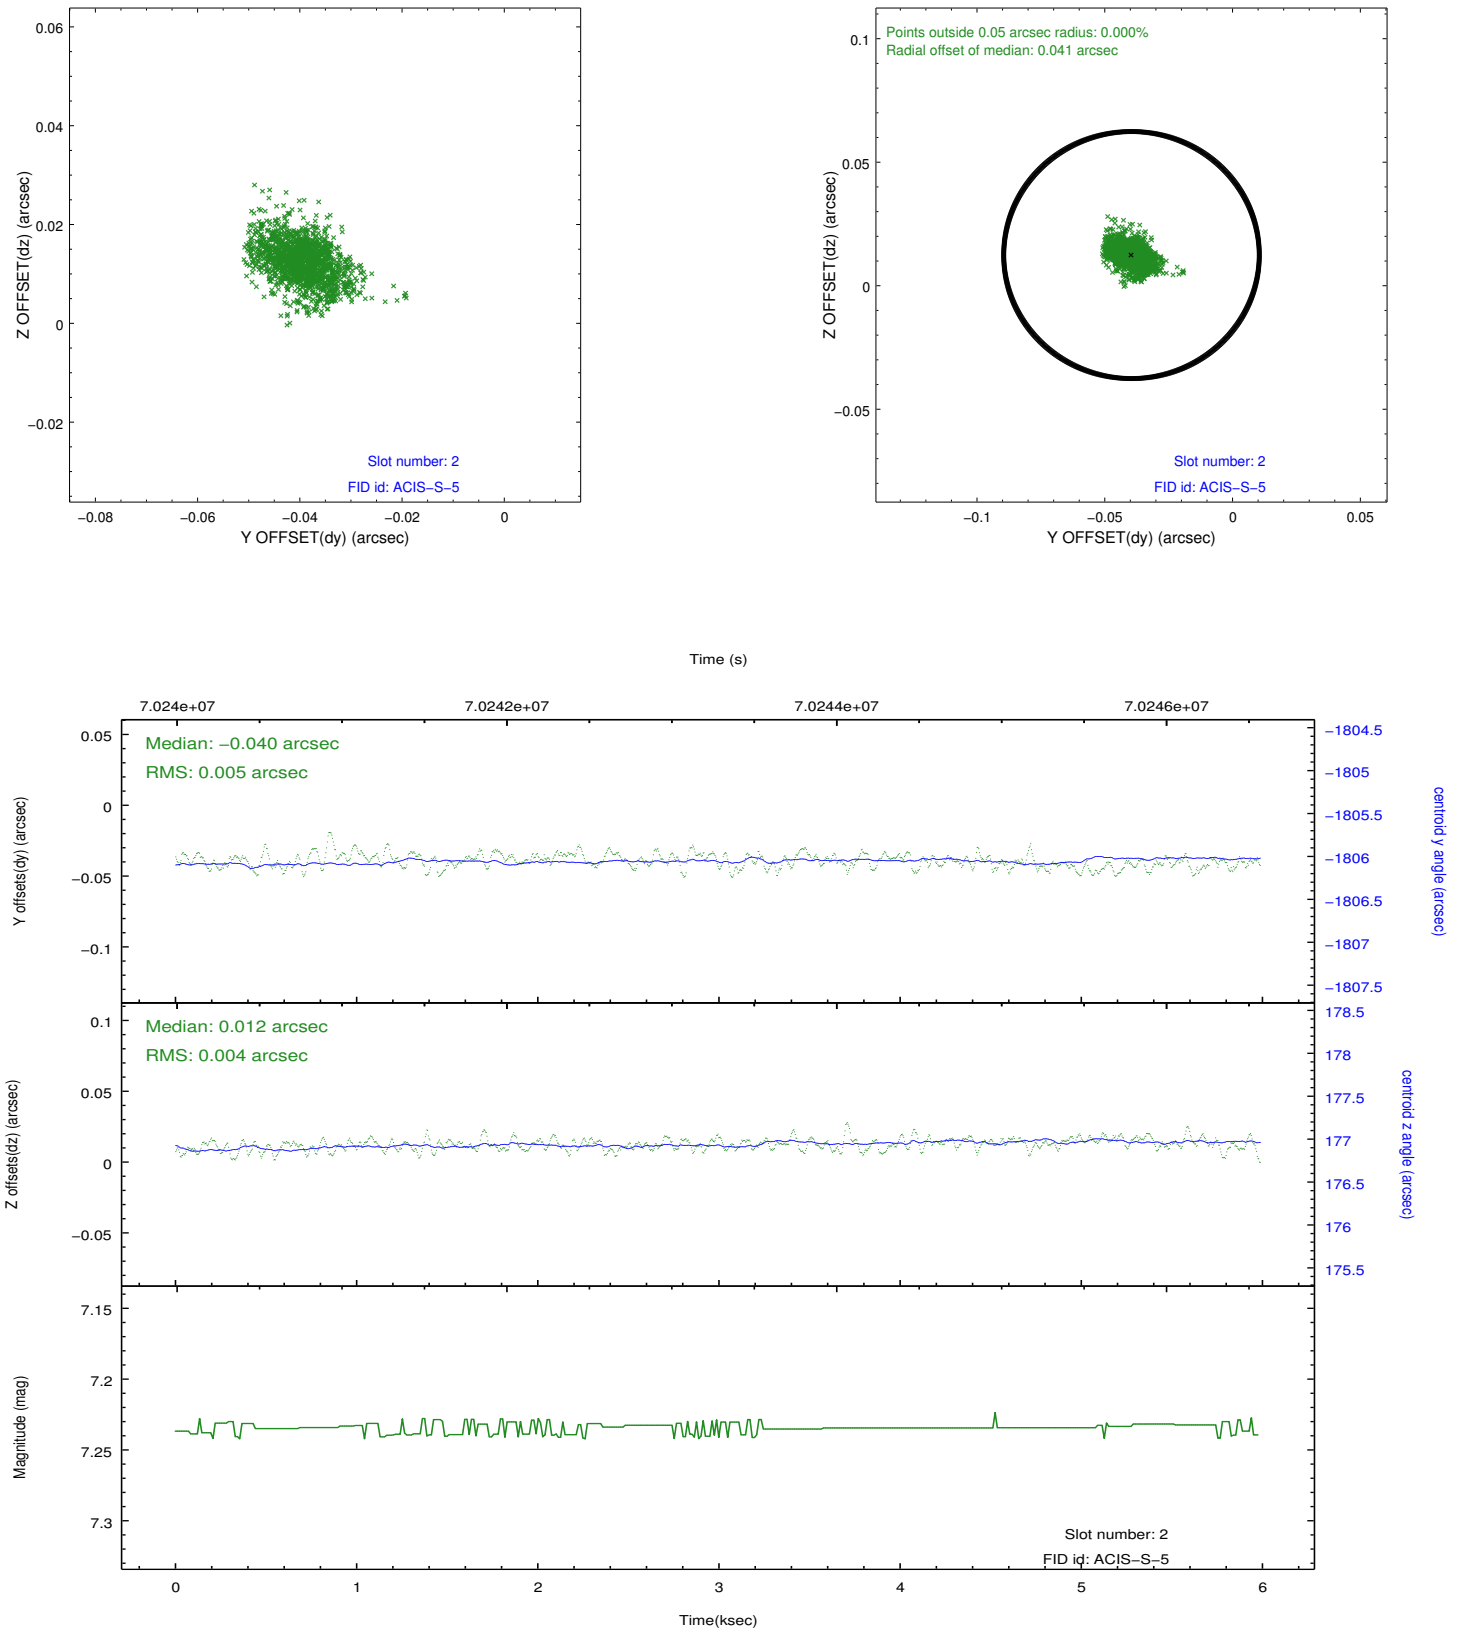 0.06
0.04
0.02
0
−0.02
Z OFFSET(dz) (arcsec)
Slot number: 2
FID id: ACIS−S−5
−0.08
−0.06
−0.04
−0.02
0
Y OFFSET(dy) (arcsec)
Points outside 0.05 arcsec radius: 0.000%
Radial offset of median: 0.041 arcsec
0.1
0.05
0
−0.05
Z OFFSET(dz) (arcsec)
Slot number: 2
FID id: ACIS−S−5
−0.1
−0.05
0
0.05
Y OFFSET(dy) (arcsec)
Time (s)
7.024e+07
7.0242e+07
7.0244e+07
7.0246e+07
Median: −0.040 arcsec
RMS: 0.005 arcsec
0.05
0
−0.05
−0.1
Y offsets(dy) (arcsec)
−1804.5
−1805
−1805.5
−1806
−1806.5
−1807
−1807.5
centroid y angle (arcsec)
Median: 0.012 arcsec
RMS: 0.004 arcsec
0.1
0.05
0
−0.05
Z offsets(dz) (arcsec)
178.5
178
177.5
177
176.5
176
175.5
centroid z angle (arcsec)
7.15
7.2
7.25
7.3
Magnitude (mag)
Slot number: 2
FID id: ACIS−S−5
0
1
2
3
4
5
6
Time(ksec)